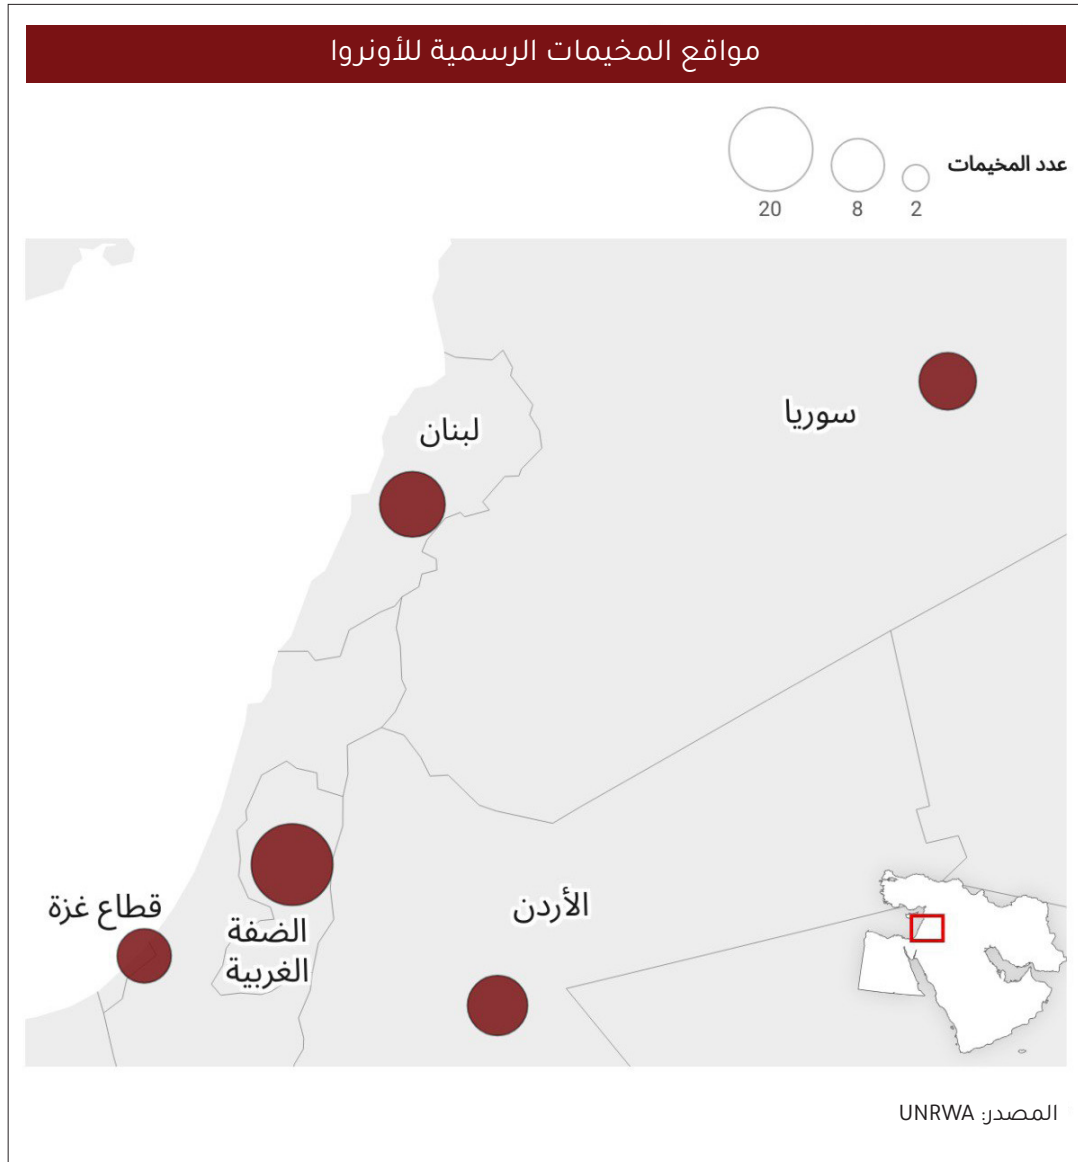 مواقع المخيمات الرسمية للأونروا
عدد المخيمات
20 8 2
سوريا
لبنان
قطاع غزة
الضفة
الغربية
الأردن
المصدر: UNRWA